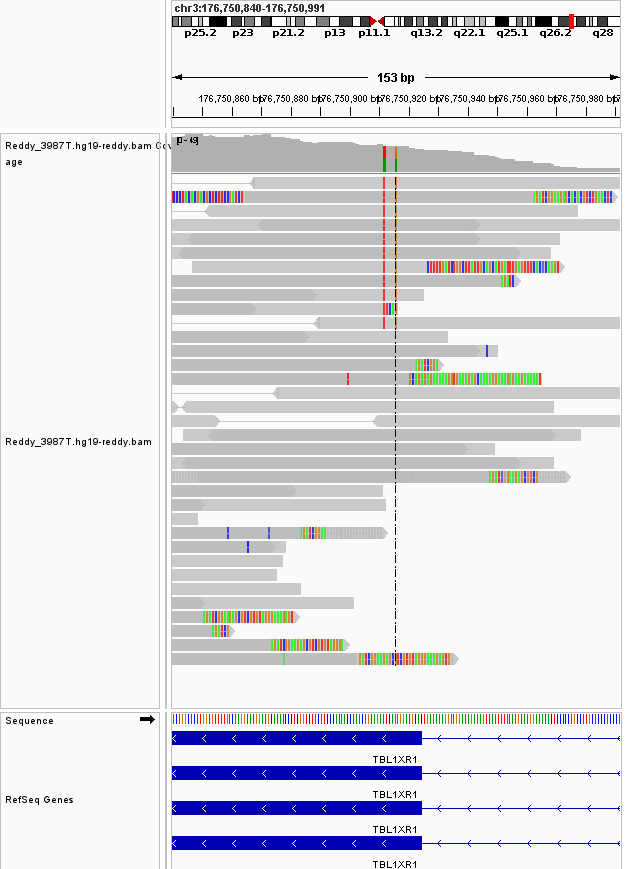 chr3:176,750,840-176,750,991
p25.2 p23 p21.2 p13 p11.1 q13.2 q22.1 q25.1 q26.2 q28
153 bp
176,750,860 bp 176,750,880 bp 176,750,900 bp 176,750,920 bp 176,750,940 bp 176,750,960 bp 176,750,980 bp
Reddy_3987T.hg19-reddy.bam Cov
age
Reddy_3987T.hg19-reddy.bam
Sequence
TBL1XR1
TBL1XR1
RefSeq Genes
TBL1XR1
TBL1XR1